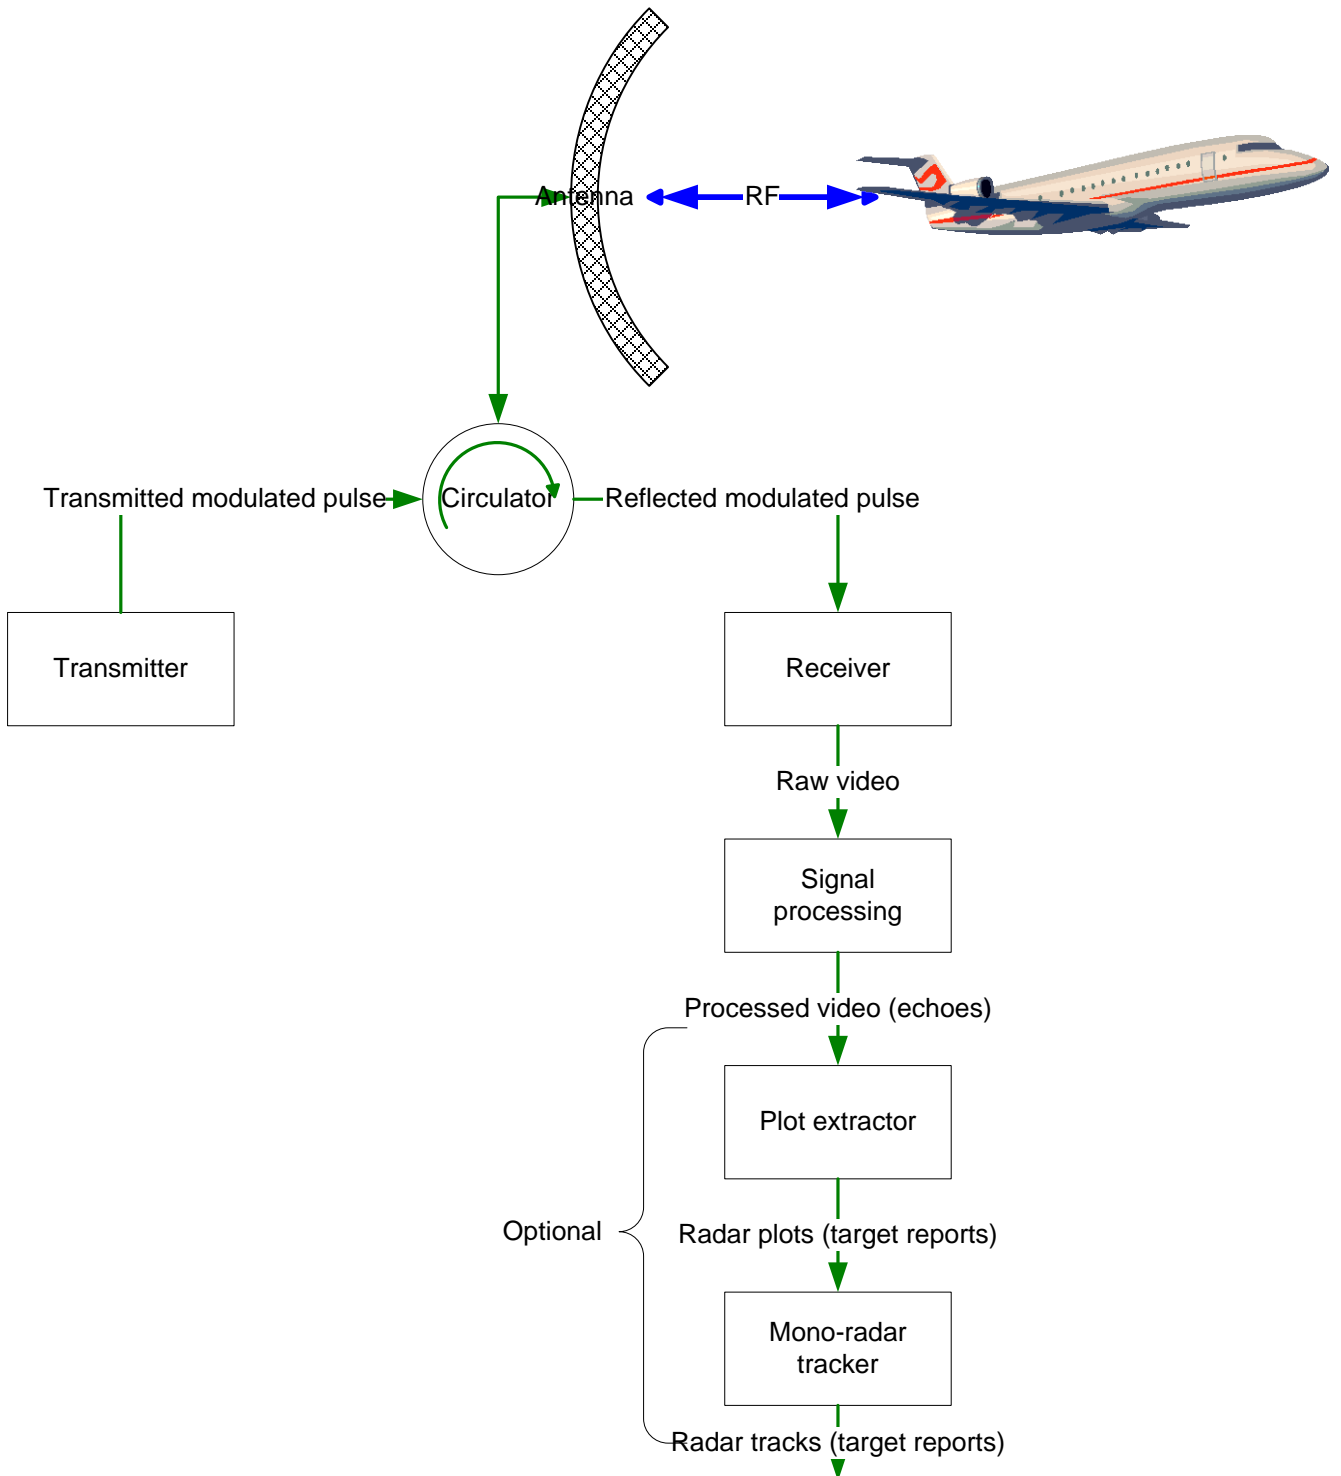 Antenna
RF
Transmitted modulated pulse
Circulator
Reflected modulated pulse
Transmitter
Receiver
Raw video
Signal
processing
Processed video (echoes)
Plot extractor
Optional
Radar plots (target reports)
Mono-radar
tracker
Radar tracks (target reports)